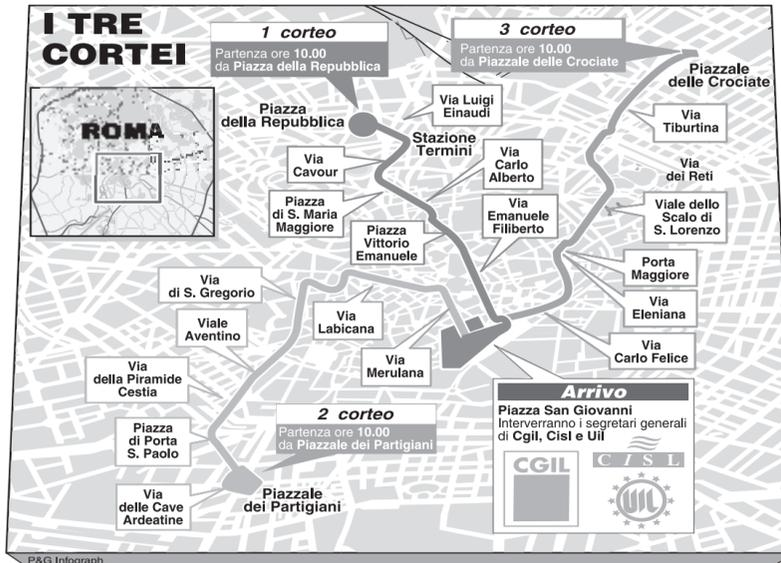 I TRE
CORTEI
1 corteo
Partenza ore 10.00
da Piazza della Repubblica
3 corteo
Partenza ore 10.00
da Piazzale delle Crociate
Piazzale
delle Crociate
ROMA
Piazza
della Repubblica
Via Luigi
Einaudi
Stazione
Termini
Via
Tiburtina
Via
Cavour
Via
Carlo
Alberto
Via
dei Reti
Piazza
di S. Maria
Maggiore
Via
Emanuele
Filiberto
Viale dello
Scalo di
S. Lorenzo
Piazza
Vittorio
Emanuele
Porta
Maggiore
Via
di S. Gregorio
Via
Eleniana
Via
Labicana
Viale
Aventino
Via
Carlo Felice
Via
Merulana
Via
della Piramide
Cestia
Arrivo
Piazza San Giovanni
Interverranno i segretari generali
di Cgil, Cisl e Uil
CGIL
CISL
UIL
2 corteo
Partenza ore 10.00
da Piazzale dei Partigiani
Piazza
di Porta
S. Paolo
Via
delle Cave
Ardeatine
Piazzale
dei Partigiani
P&G Infograph